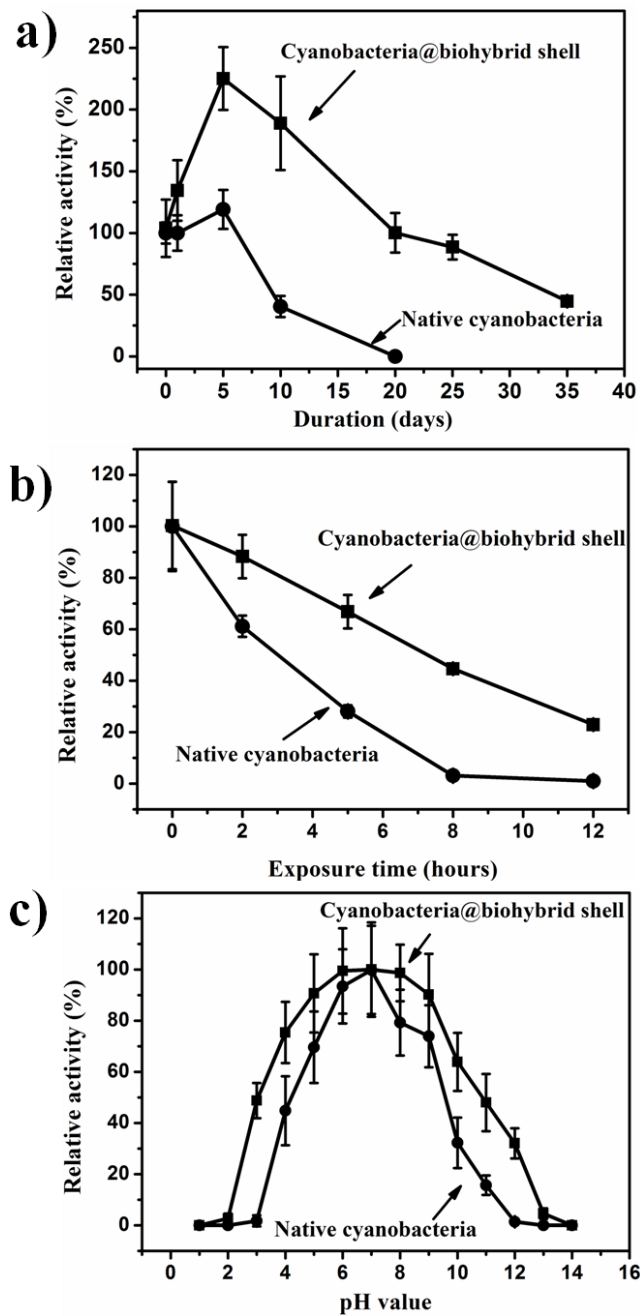 a)
250
200
150
100
50
0
Relative activity (%)
Cyanobacteria@biohybrid shell
Native cyanobacteria
0 5 10 15 20 25 30 35 40
Duration (days)
b)
120
100
80
60
40
20
0
Relative activity (%)
Cyanobacteria@biohybrid shell
Native cyanobacteria
0 2 4 6 8 10 12
Exposure time (hours)
c)
120
100
80
60
40
20
0
Relative activity (%)
Cyanobacteria@biohybrid shell
Native cyanobacteria
0 2 4 6 8 10 12 14 16
pH value